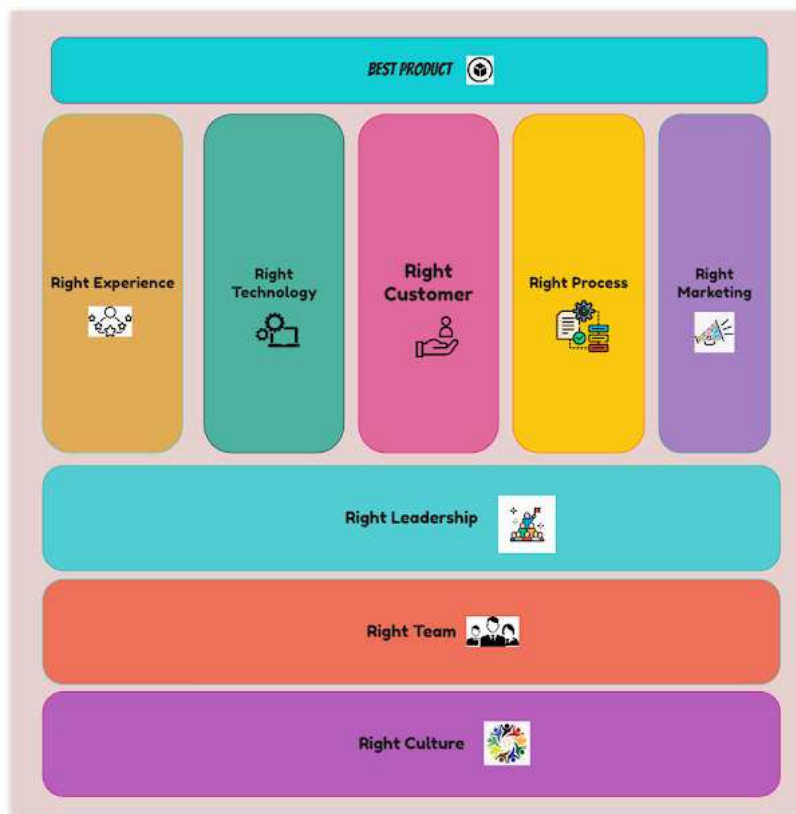 BEST PRODUCT
Right Experience
Right
Technology
Right
Customer
Right Process
Right
Marketing
Right Leadership
Right Team
Right Culture